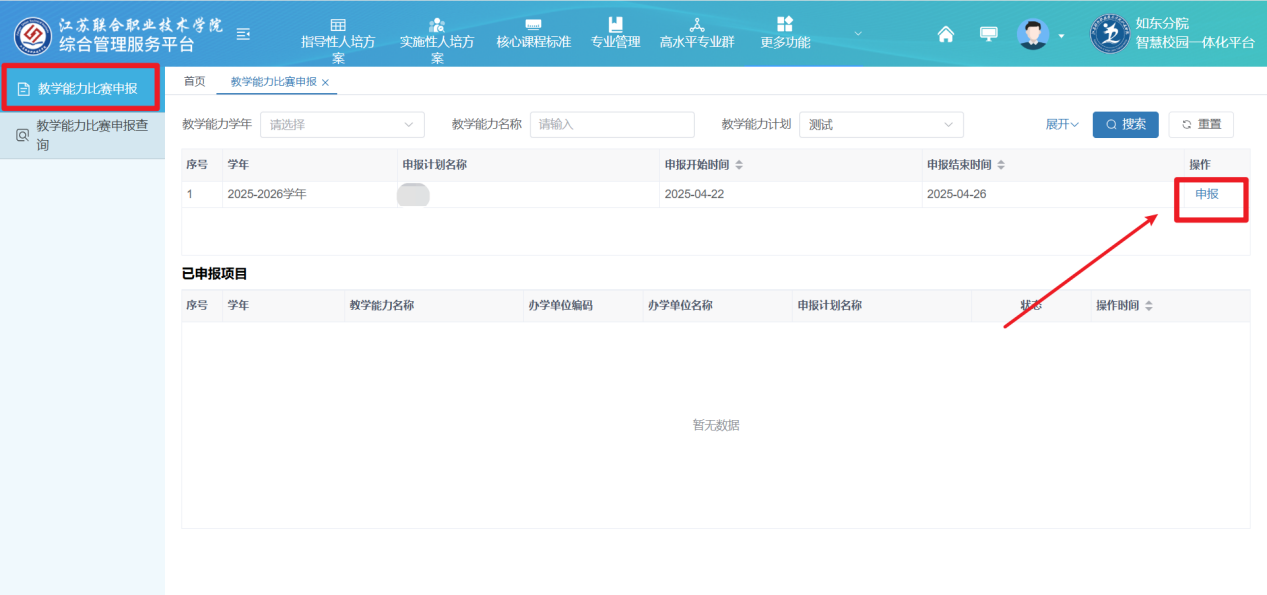 江苏联合职业技术学院
综合管理服务平台
指导性人培方案
实施性人培方案
核心课程标准
专业管理
高水平专业群
更多功能
如东分院
智慧校园一体化平台
教学能力比赛申报
教学能力比赛申报查询
首页 教学能力比赛申报 ×
教学能力学年 请选择 教学能力名称 请输入 教学能力计划 测试 展开 搜索 重置
序号 学年 申报计划名称 申报开始时间 申报结束时间 操作
1 2025-2026学年 2025-04-22 2025-04-26 申报
已申报项目
序号 学年 教学能力名称 办学单位编码 办学单位名称 申报计划名称 状态 操作时间
暂无数据